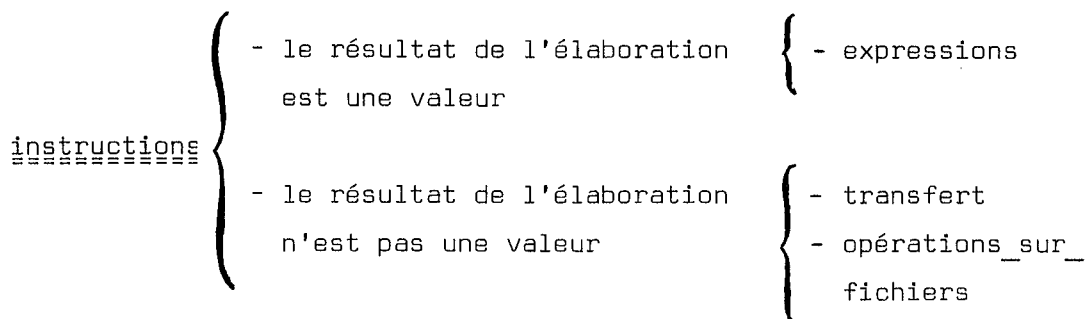 instructions
- le résultat de l'élaboration
est une valeur
- expressions
- le résultat de l'élaboration
n'est pas une valeur
- transfert
- opérations_sur_
fichiers